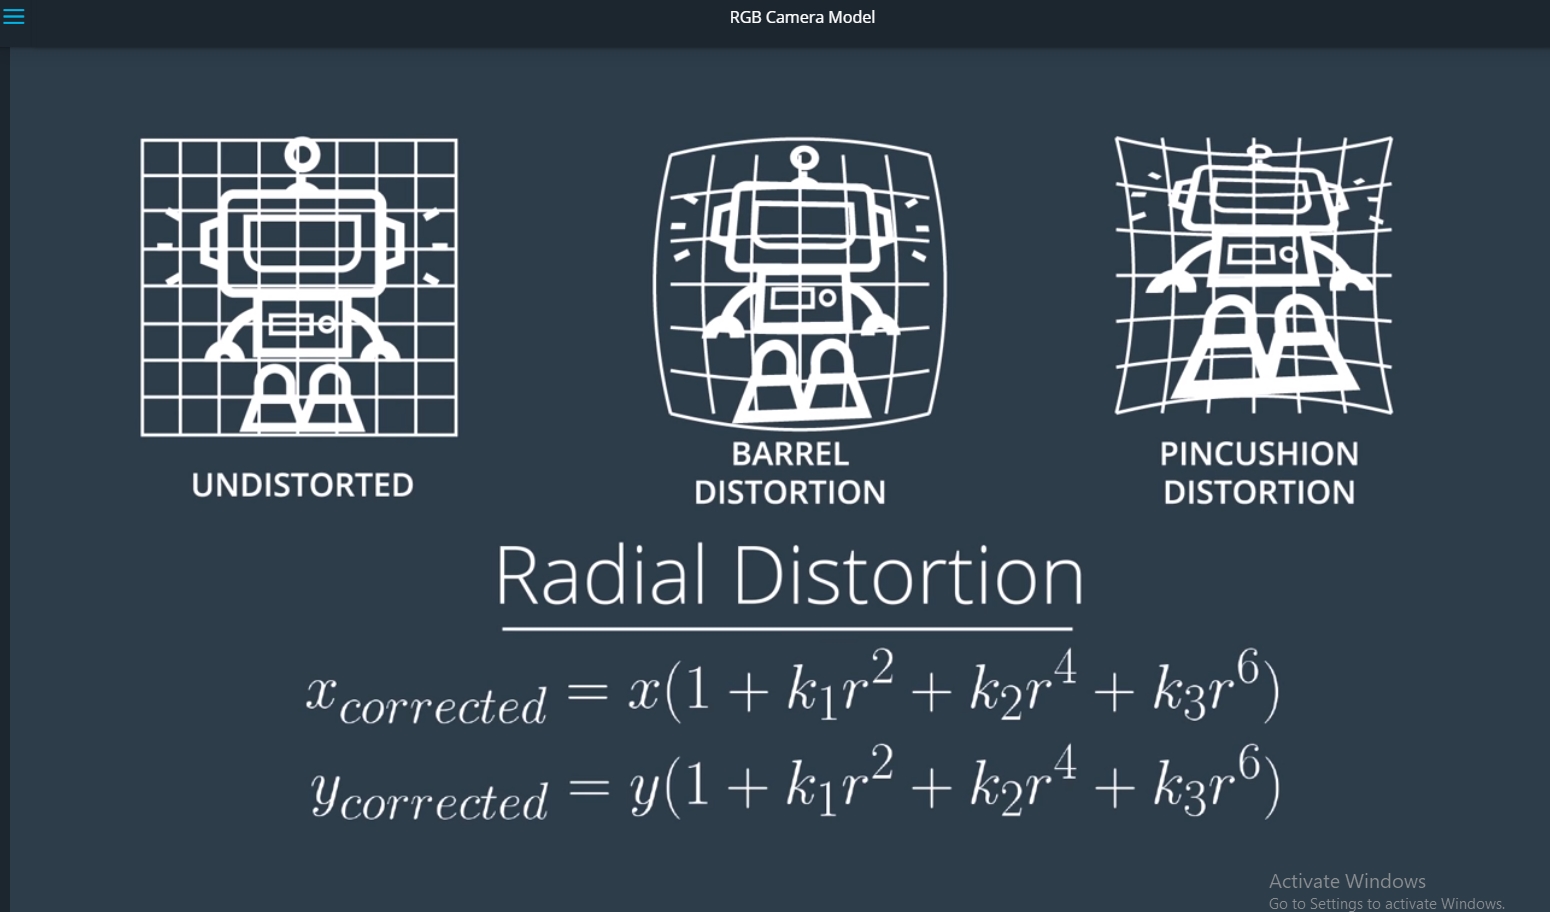 RGB Camera Model
UNDISTORTED
BARREL
DISTORTION
PINCUSHION
DISTORTION
Radial Distortion
x_{corrected} = x(1 + k_1r^2 + k_2r^4 + k_3r^6)
y_{corrected} = y(1 + k_1r^2 + k_2r^4 + k_3r^6)
Activate Windows
Go to Settings to activate Windows.